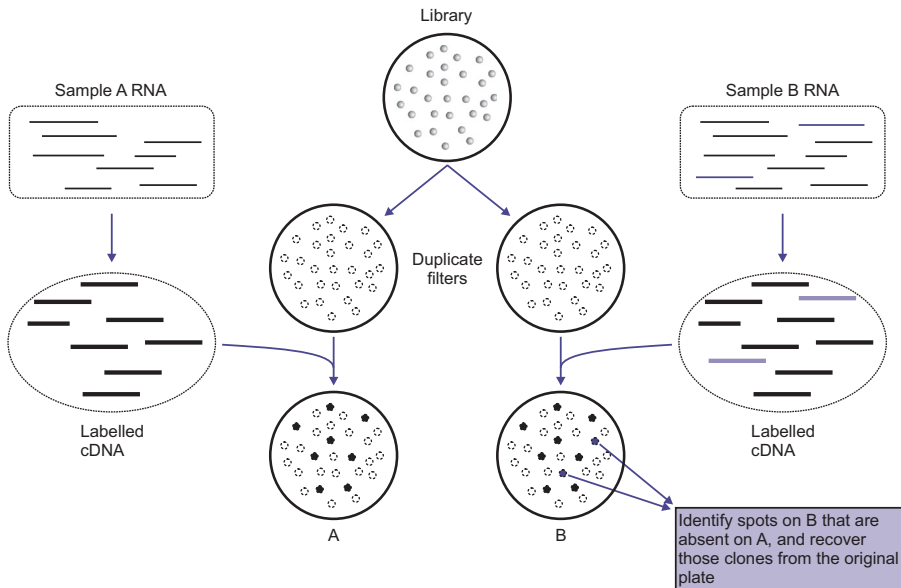 Library
Sample A RNA
Sample B RNA
Duplicate
filters
Labelled
cDNA
Labelled
cDNA
A
B
Identify spots on B that are
absent on A, and recover
those clones from the original
plate